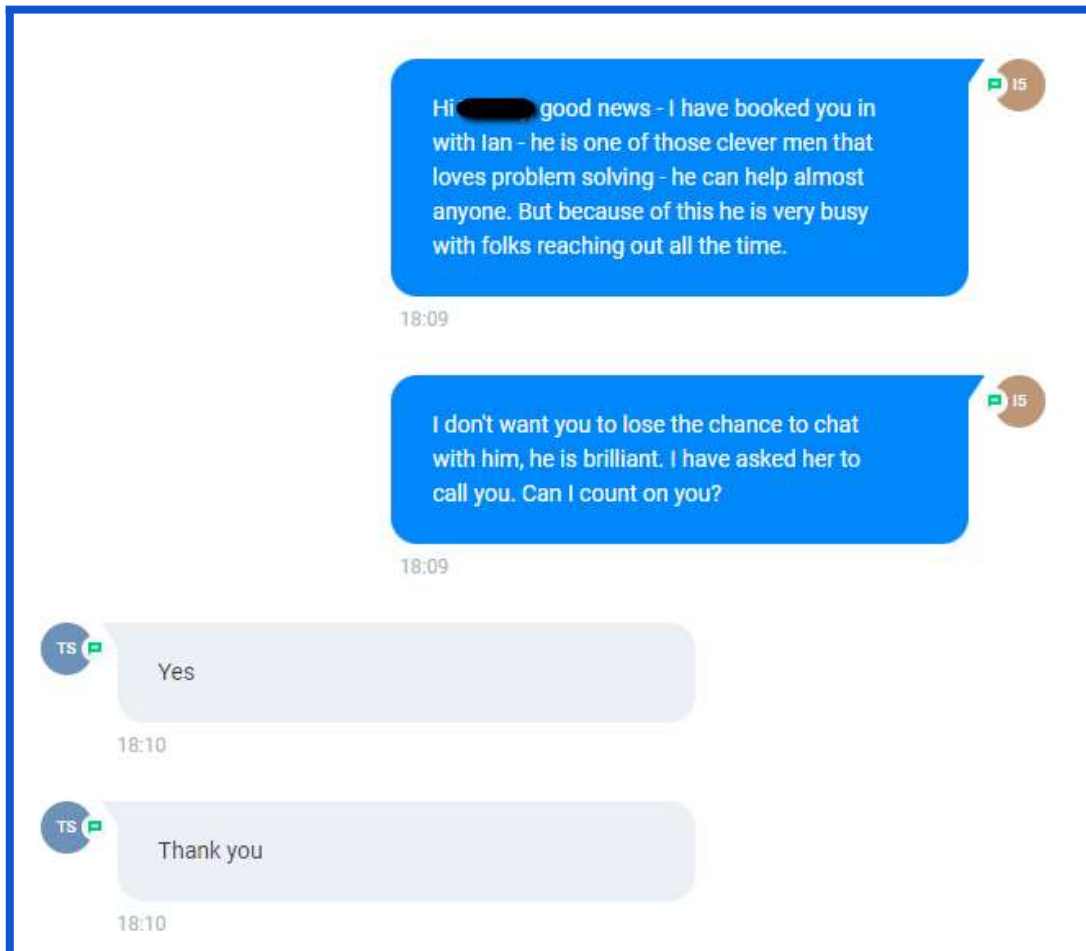 Hi good news - I have booked you in
with Ian - he is one of those clever men that
loves problem solving - he can help almost
anyone. But because of this he is very busy
with folks reaching out all the time.
I5
18:09
I don't want you to lose the chance to chat
with him, he is brilliant. I have asked her to
call you. Can I count on you?
I5
18:09
TS
Yes
18:10
TS
Thank you
18:10